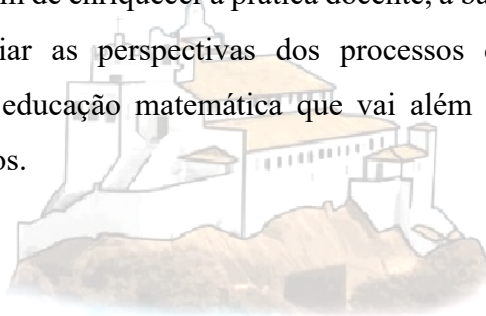 de enriquecer a prática docente, a
iar as perspectivas dos processos
educação matemática que vai além
os.